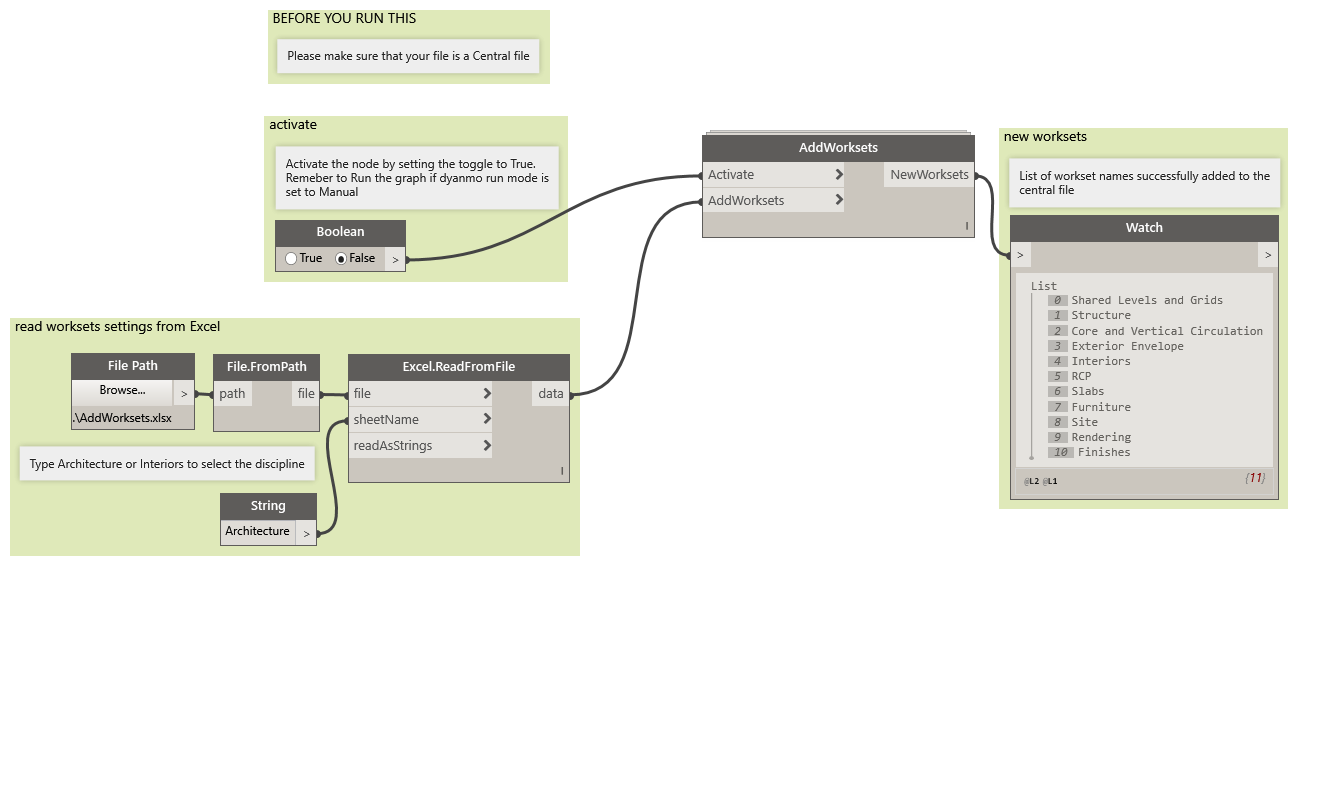 BEFORE YOU RUN THIS
Please make sure that your file is a Central file
activate
Activate the node by setting the toggle to True.
Remeber to Run the graph if dyanmo run mode is
set to Manual
Boolean
True False >
read worksets settings from Excel
File Path
Browse... >
.\AddWorksets.xlsx
File.FromPath
path file
Excel.ReadFromFile
file data
sheetName
readAsStrings
l
Type Architecture or Interiors to select the discipline
String
Architecture >
AddWorksets
Activate NewWorksets
AddWorksets
l
new worksets
List of workset names successfully added to the
central file
Watch
> >
List
0 Shared Levels and Grids
1 Structure
2 Core and Vertical Circulation
3 Exterior Envelope
4 Interiors
5 RCP
6 Slabs
7 Furniture
8 Site
9 Rendering
10 Finishes
@L2 @L1 {11}